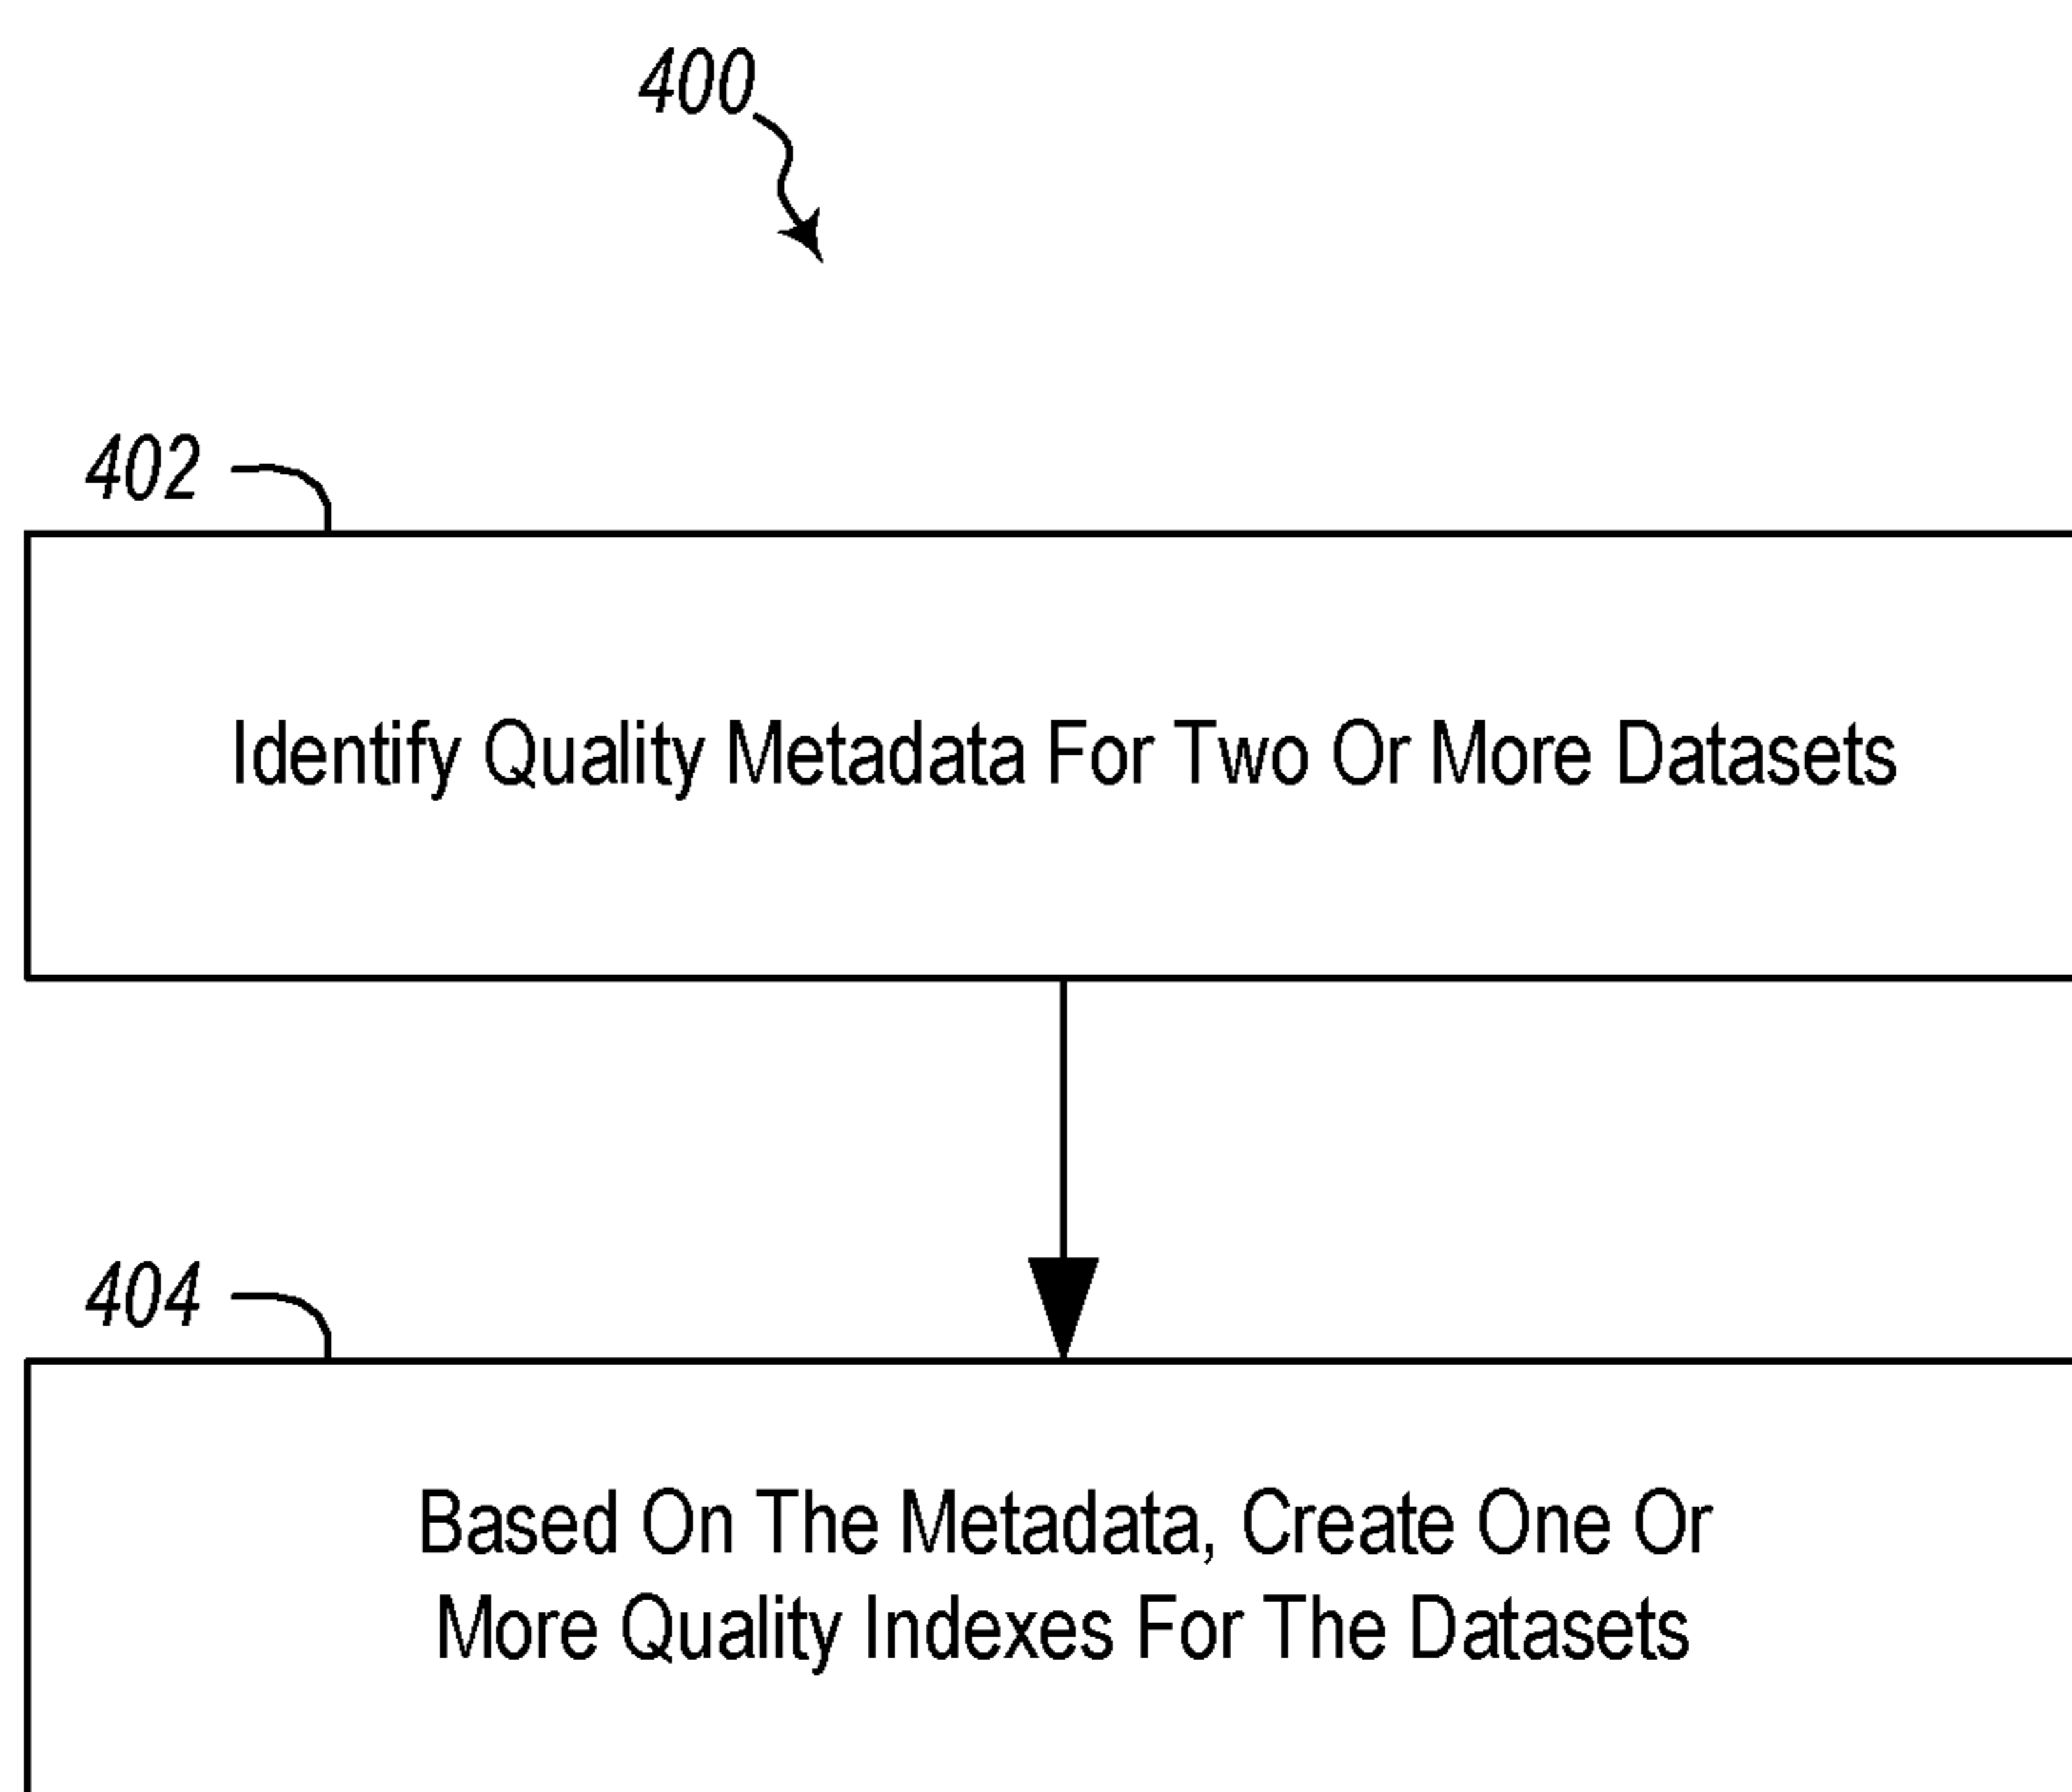 400
402
Identify Quality Metadata For Two Or More Datasets
404
Based On The Metadata, Create One Or
More Quality Indexes For The Datasets